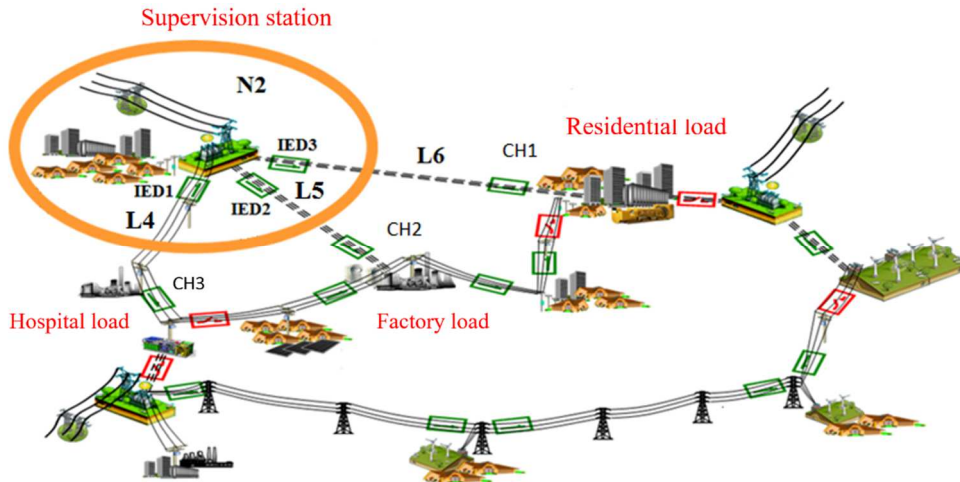 Supervision station
N2
Residential load
IED3
L6
CH1
IED1
IED2
L5
L4
CH2
CH3
Hospital load
Factory load